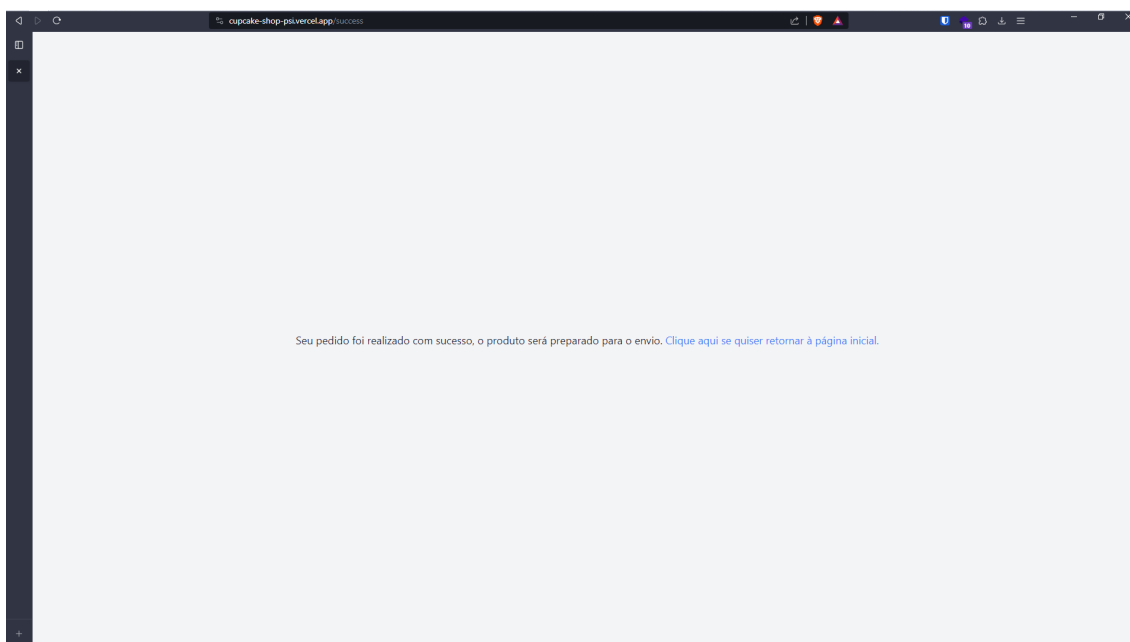 cupcake-shop-psi.vercel.app/success
10
Seu pedido foi realizado com sucesso, o produto será preparado para o envio. Clique aqui se quiser retornar à página inicial.